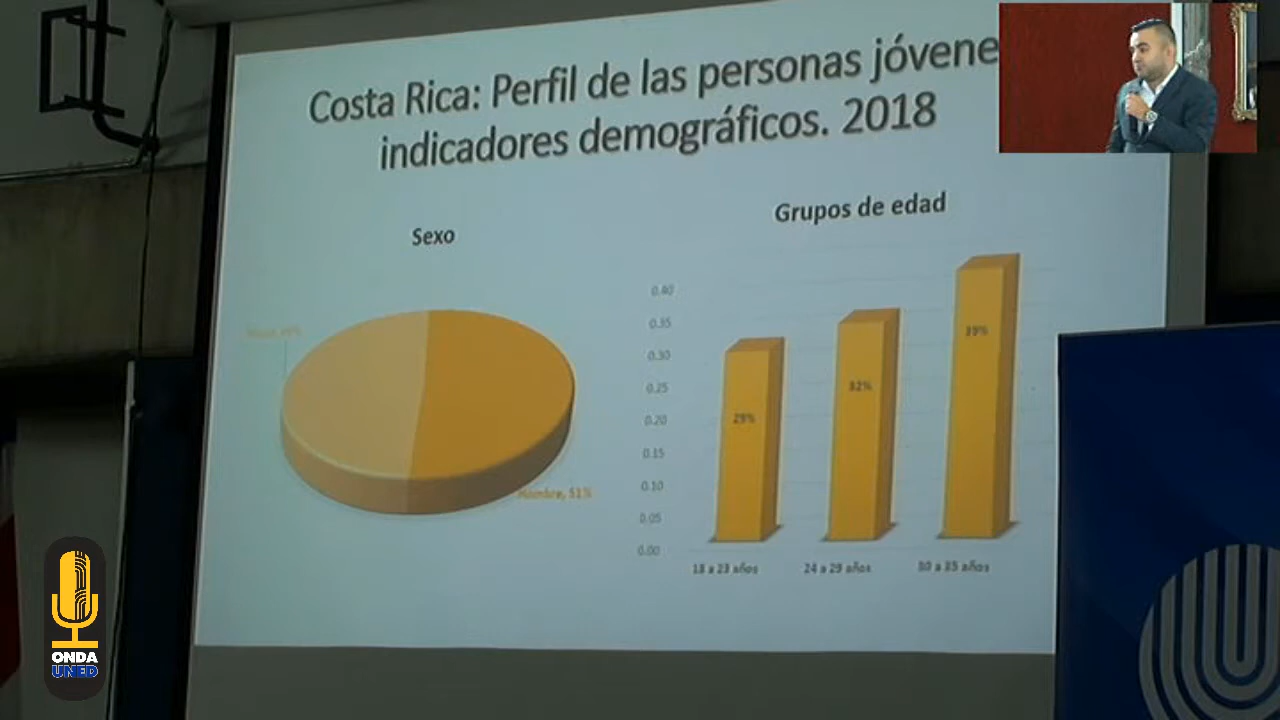 Costa Rica: Perfil de las personas jóvene
indicadores demográficos. 2018
Sexo
Hombre, 51%
Grupos de edad
0.40
0.35
0.30
0.25
0.20
0.15
0.10
0.05
0.00
29%
32%
39%
18 a 23 años
24 a 29 años
30 a 35 años
ONDA
UNED